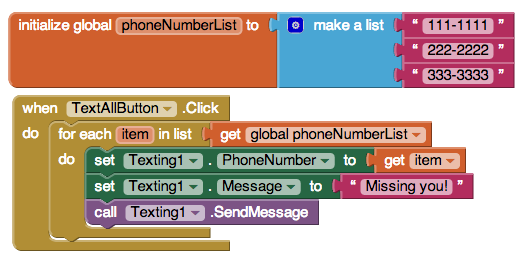 initialize global phoneNumberList to make a list " 111-1111 "
" 222-2222 "
" 333-3333 "
when TextAllButton .Click
do for each item in list get global phoneNumberList
do set Texting1 . PhoneNumber to get item
set Texting1 . Message to " Missing you! "
call Texting1 .SendMessage